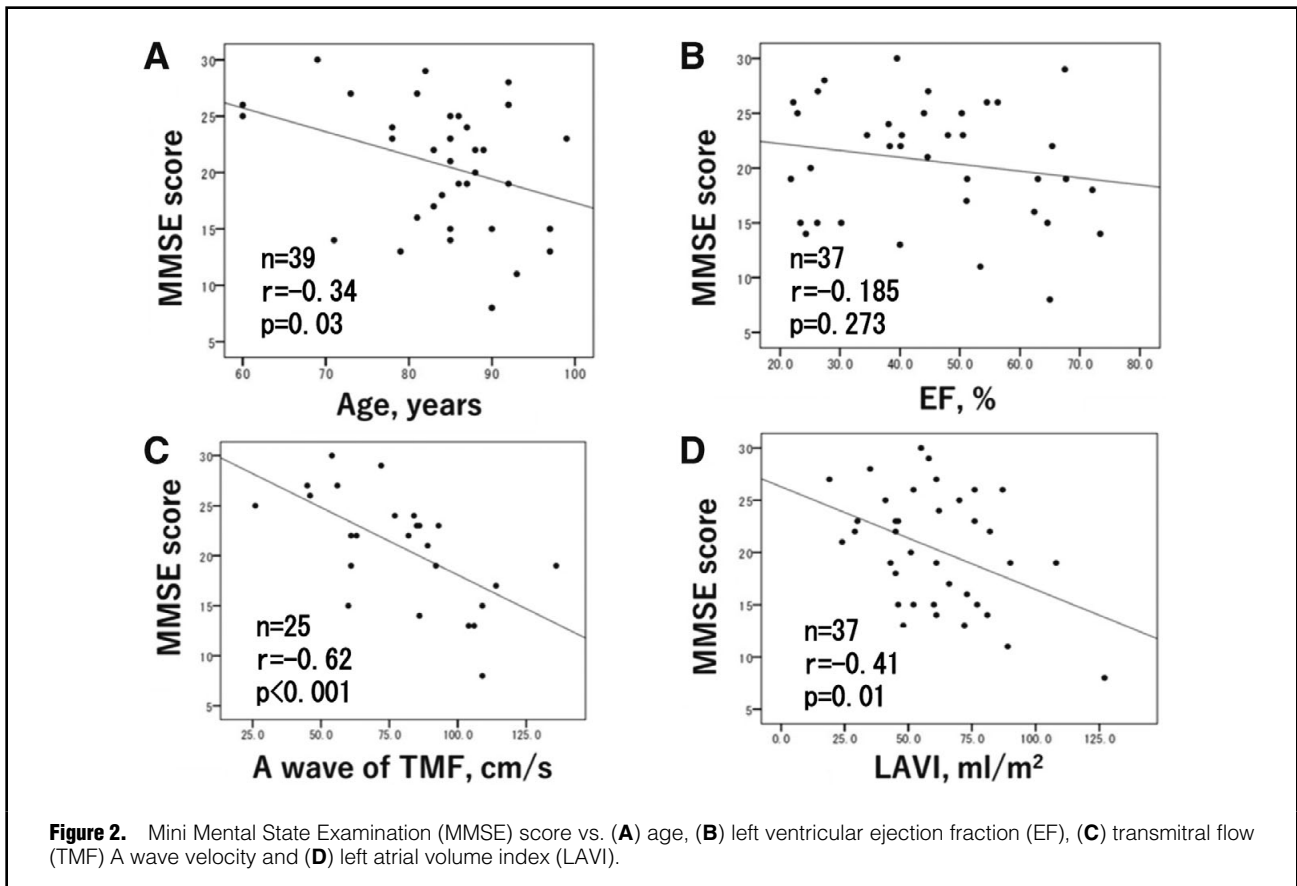 A
MMSE score
30
25
20
15
10
5
n=39
r=-0.34
p=0.03
60 70 80 90 100
Age, years
B
MMSE score
30
25
20
15
10
5
n=37
r=-0.185
p=0.273
20.0 30.0 40.0 50.0 60.0 70.0 80.0
EF, %
C
MMSE score
30
25
20
15
10
5
n=25
r=-0.62
p<0.001
25.0 50.0 75.0 100.0 125.0
A wave of TMF, cm/s
D
MMSE score
30
25
20
15
10
5
n=37
r=-0.41
p=0.01
0.0 25.0 50.0 75.0 100.0 125.0
LAVI, ml/m²
Figure 2. Mini Mental State Examination (MMSE) score vs. (A) age, (B) left ventricular ejection fraction (EF), (C) transmitral flow
(TMF) A wave velocity and (D) left atrial volume index (LAVI).